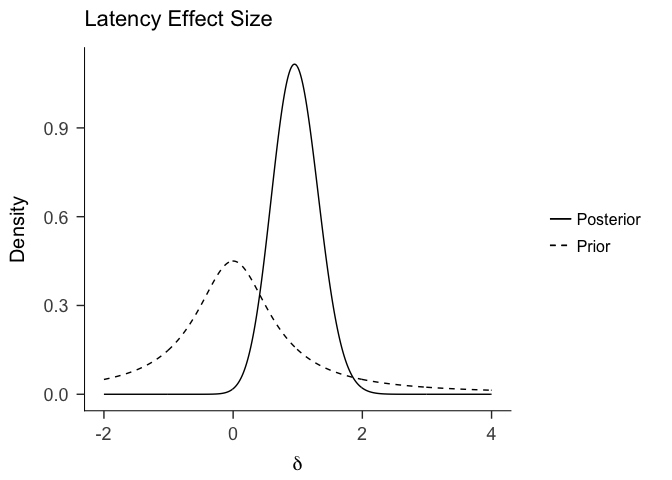 Latency Effect Size
Density
0.9
0.6
0.3
0.0
-2
0
2
4
δ
Posterior
Prior